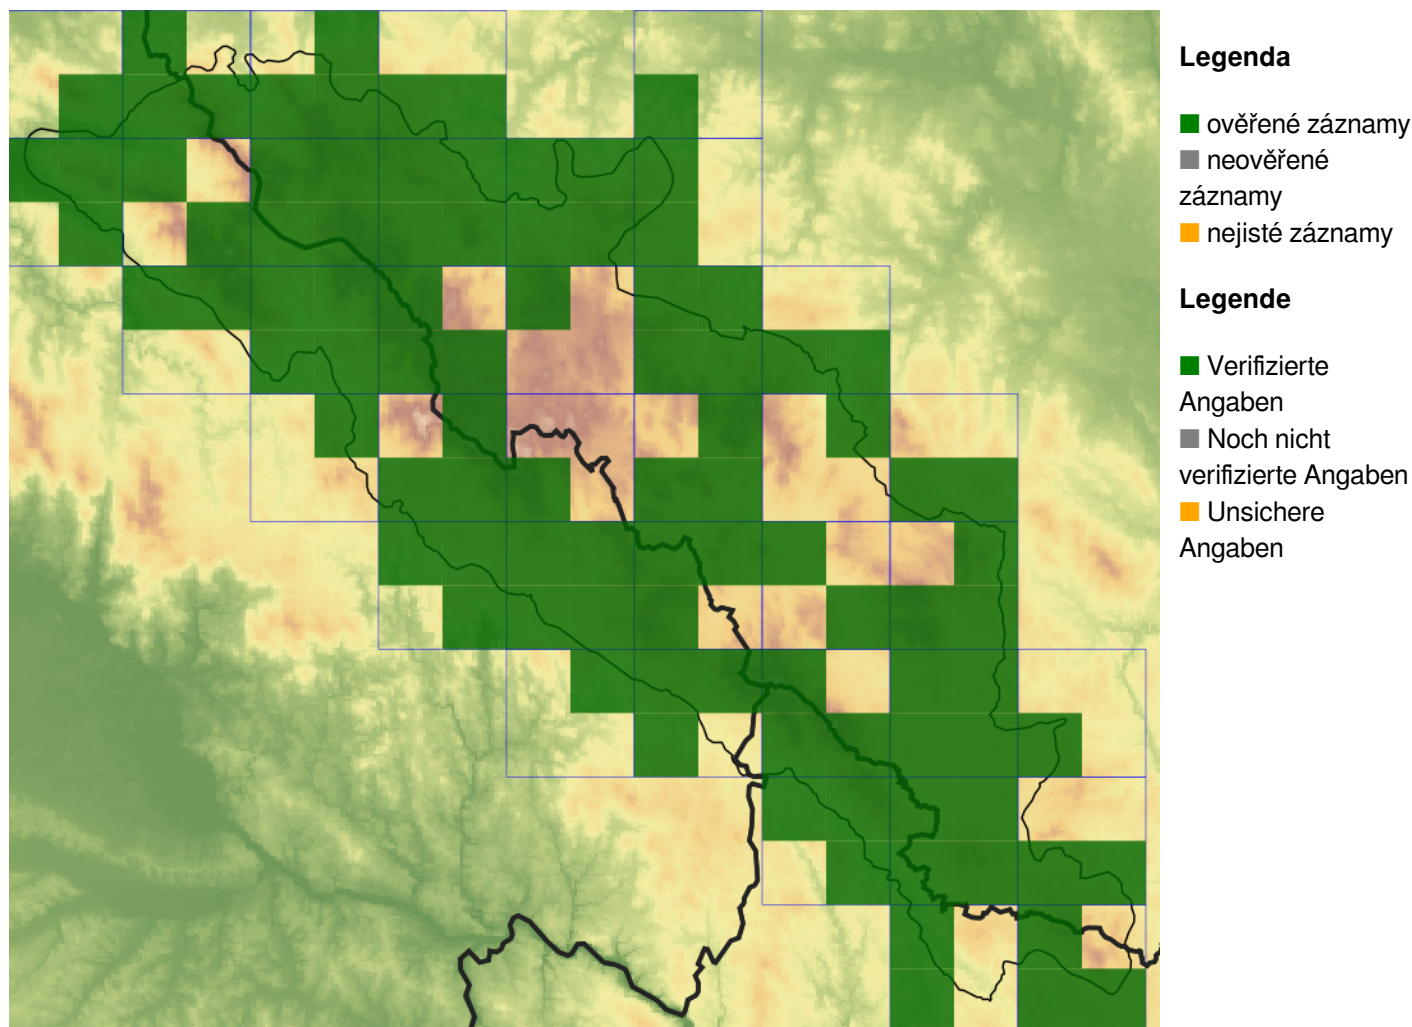 Legenda
ověřené záznamy
neověřené
záznamy
nejisté záznamy
Legende
Verifizierte
Angaben
Noch nicht
verifizierte Angaben
Unsichere
Angaben